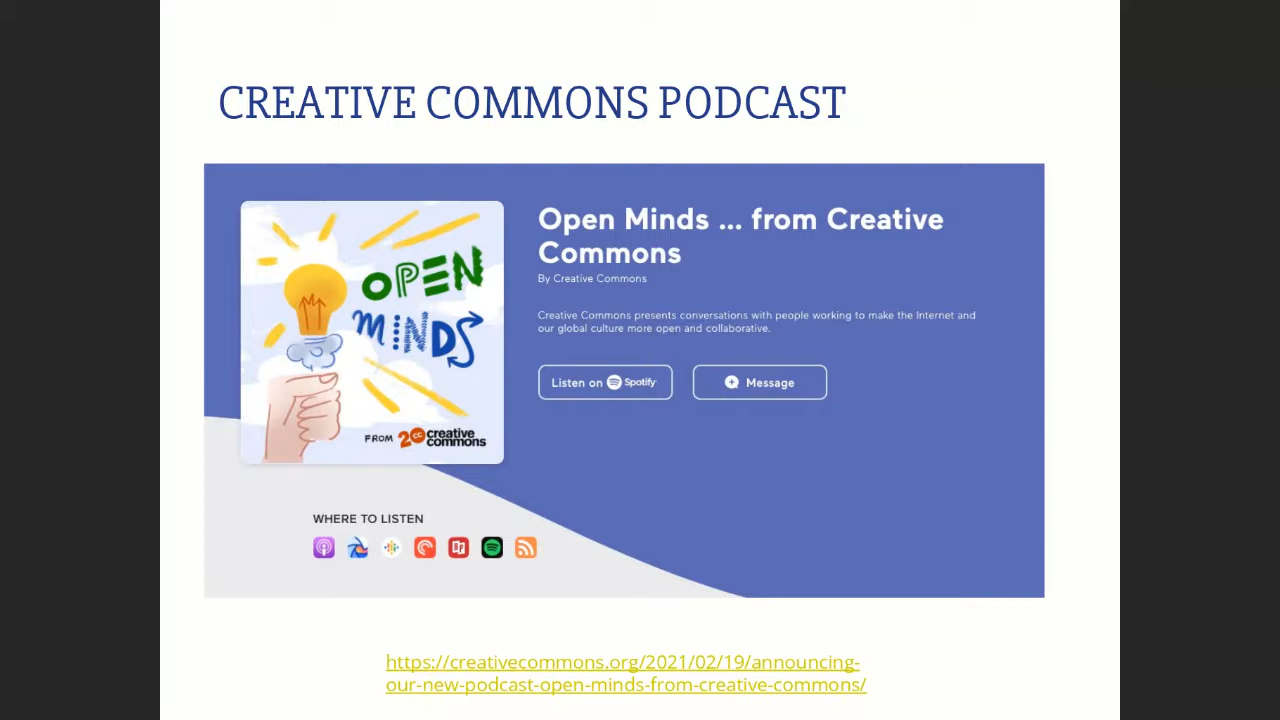 CREATIVE COMMONS PODCAST
OPEN
MINDS
FROM 20 cc creative
commons
Open Minds ... from Creative
Commons
By Creative Commons
Creative Commons presents conversations with people working to make the Internet and
our global culture more open and collaborative.
Listen on Spotify
Message
WHERE TO LISTEN
https://creativecommons.org/2021/02/19/announcing-
our-new-podcast-open-minds-from-creative-commons/